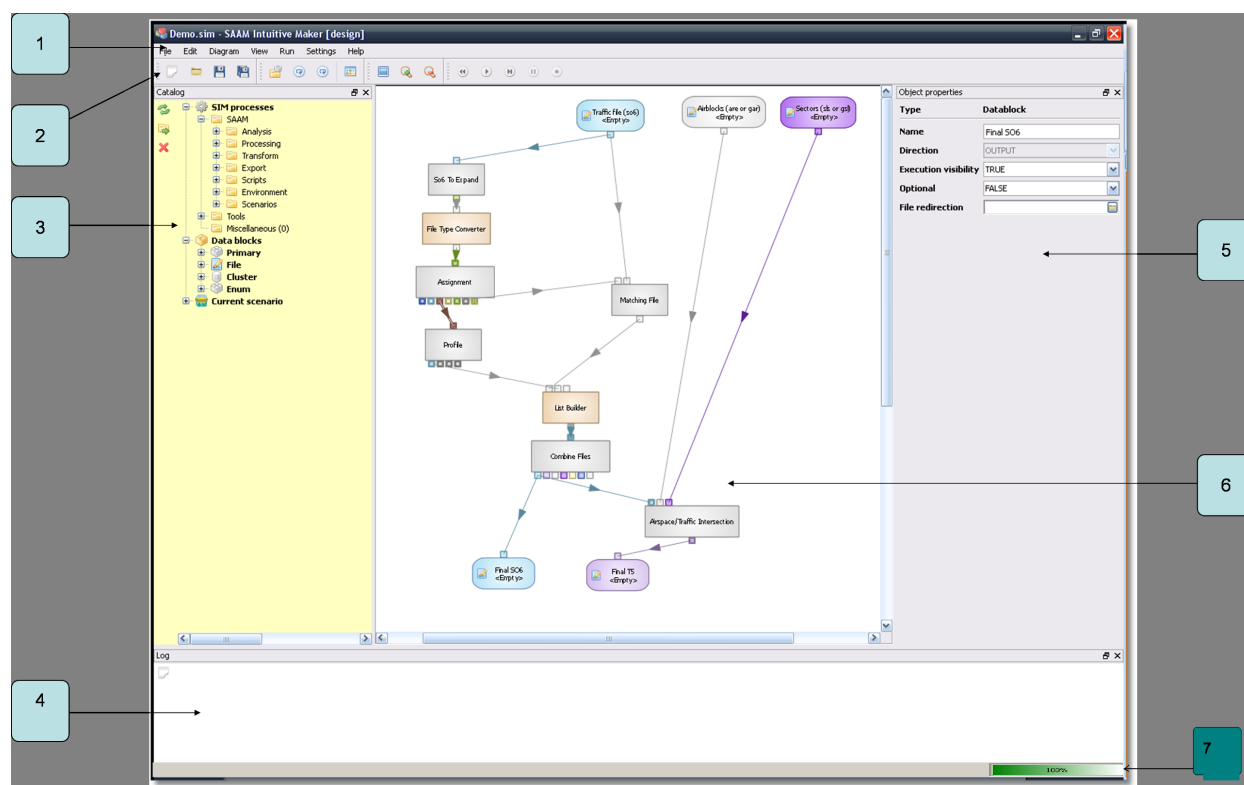 1
2
3
4
5
6
7
Demo.sim - SAAM Intuitive Maker [design]
File Edit Diagram View Run Settings Help
Catalog
SIM processes
SAAM
Analysis
Processing
Transform
Export
Scripts
Environment
Scenarios
Tools
Miscellaneous (0)
Data blocks
Primary
File
Cluster
Enum
Current scenario
Traffic file (so6)
<Empty>
Airblocks (are or gar)
<Empty>
Sectors (sls or gsl)
<Empty>
So6 To Expand
File Type Converter
Assignment
Matching File
Profile
List Builder
Combine Files
Airspace/Traffic Intersection
Final SO6
<Empty>
Final T5
<Empty>
Object properties
Type Datablock
Name Final SO6
Direction OUTPUT
Execution visibility TRUE
Optional FALSE
File redirection
Log
100%